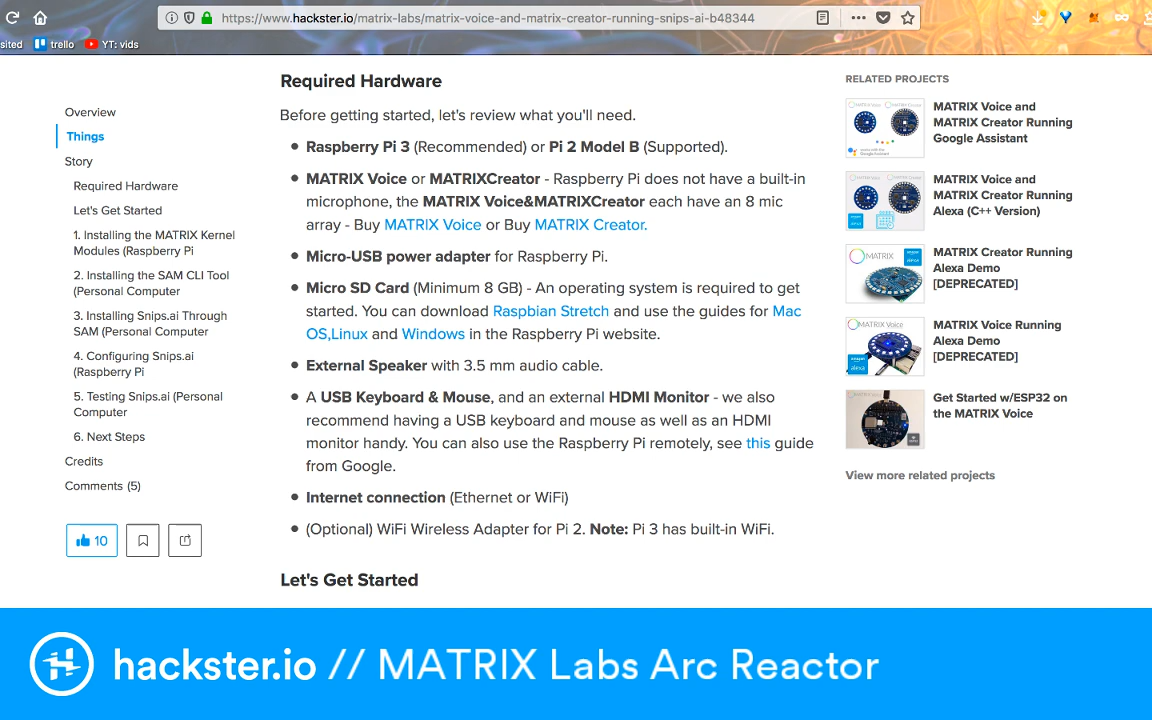 https://www.hackster.io/matrix-labs/matrix-voice-and-matrix-creator-running-snips-ai-b48344
sited
trello
YT: vids
Overview
Things
Story
Required Hardware
Let's Get Started
1. Installing the MATRIX Kernel
Modules (Raspberry Pi
2. Installing the SAM CLI Tool
(Personal Computer
3. Installing Snips.ai Through
SAM (Personal Computer
4. Configuring Snips.ai
(Raspberry Pi
5. Testing Snips.ai (Personal
Computer
6. Next Steps
Credits
Comments (5)
10
Required Hardware
Before getting started, let's review what you'll need.
• Raspberry Pi 3 (Recommended) or Pi 2 Model B (Supported).
• MATRIX Voice or MATRIXCreator - Raspberry Pi does not have a built-in
microphone, the MATRIX Voice&MATRIXCreator each have an 8 mic
array - Buy MATRIX Voice or Buy MATRIX Creator.
• Micro-USB power adapter for Raspberry Pi.
• Micro SD Card (Minimum 8 GB) - An operating system is required to get
started. You can download Raspbian Stretch and use the guides for Mac
OS,Linux and Windows in the Raspberry Pi website.
• External Speaker with 3.5 mm audio cable.
• A USB Keyboard & Mouse, and an external HDMI Monitor - we also
recommend having a USB keyboard and mouse as well as an HDMI
monitor handy. You can also use the Raspberry Pi remotely, see this guide
from Google.
• Internet connection (Ethernet or WiFi)
• (Optional) WiFi Wireless Adapter for Pi 2. Note: Pi 3 has built-in WiFi.
Let's Get Started
RELATED PROJECTS
MATRIX Voice and
MATRIX Creator Running
Google Assistant
MATRIX Voice and
MATRIX Creator Running
Alexa (C++ Version)
MATRIX
MATRIX Creator Running
Alexa Demo
[DEPRECATED]
MATRIX Voice
MATRIX Voice Running
Alexa Demo
[DEPRECATED]
Get Started w/ESP32 on
the MATRIX Voice
View more related projects
hackster.io // MATRIX Labs Arc Reactor